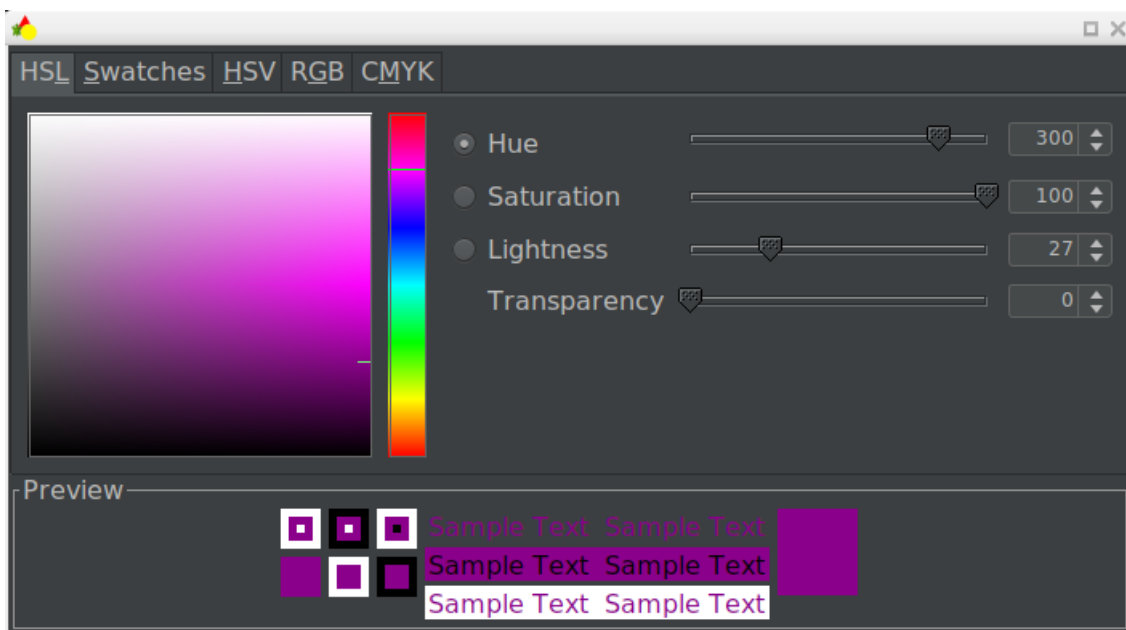 HSL Swatches HSV RGB CMYK
Hue 300
Saturation 100
Lightness 27
Transparency 0
Preview
Sample Text Sample Text
Sample Text Sample Text
Sample Text Sample Text